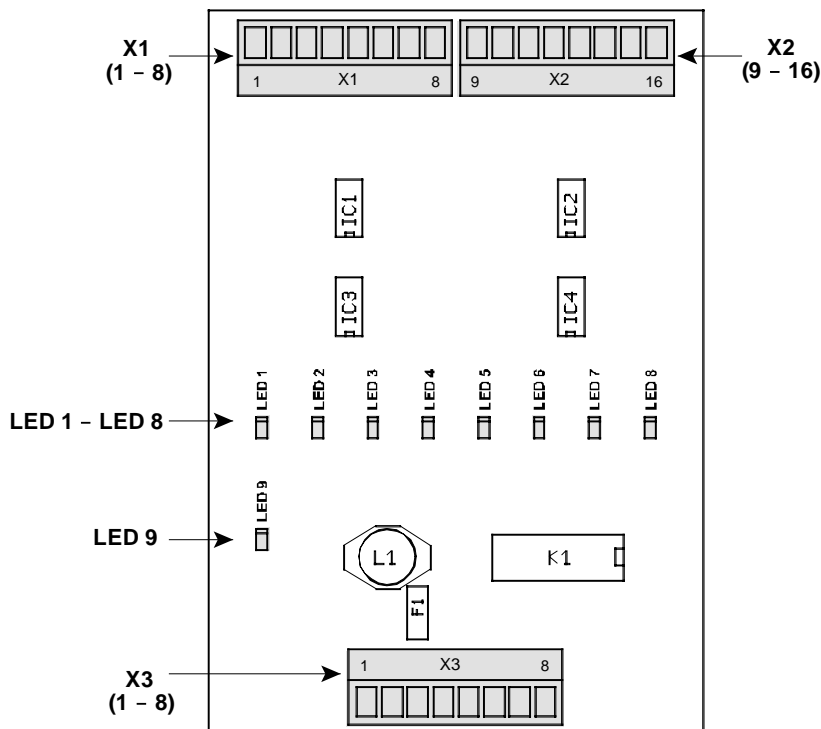 X1
(1 – 8)
X2
(9 – 16)
1 X1 8
9 X2 16
IC1
IC2
IC3
IC4
LED 1
LED 2
LED 3
LED 4
LED 5
LED 6
LED 7
LED 8
LED 1 – LED 8
LED 9
LED 9
L1
K1
F1
1 X3 8
X3
(1 – 8)